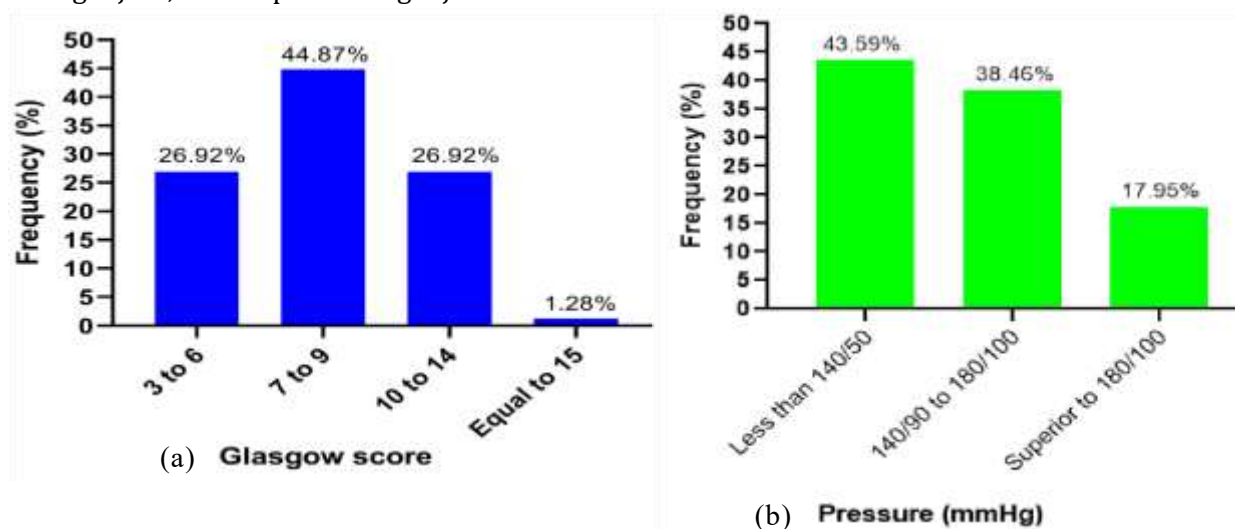 50
45
40
35
30
25
20
15
10
5
0
Frequency (%)
26.92%
44.87%
26.92%
1.28%
3 to 6
7 to 9
10 to 14
Equal to 15
(a) Glasgow score
50
45
40
35
30
25
20
15
10
5
0
Frequency (%)
43.59%
38.46%
17.95%
Less than 140/50
140/90 to 180/100
Superior to 180/100
(b) Pressure (mmHg)